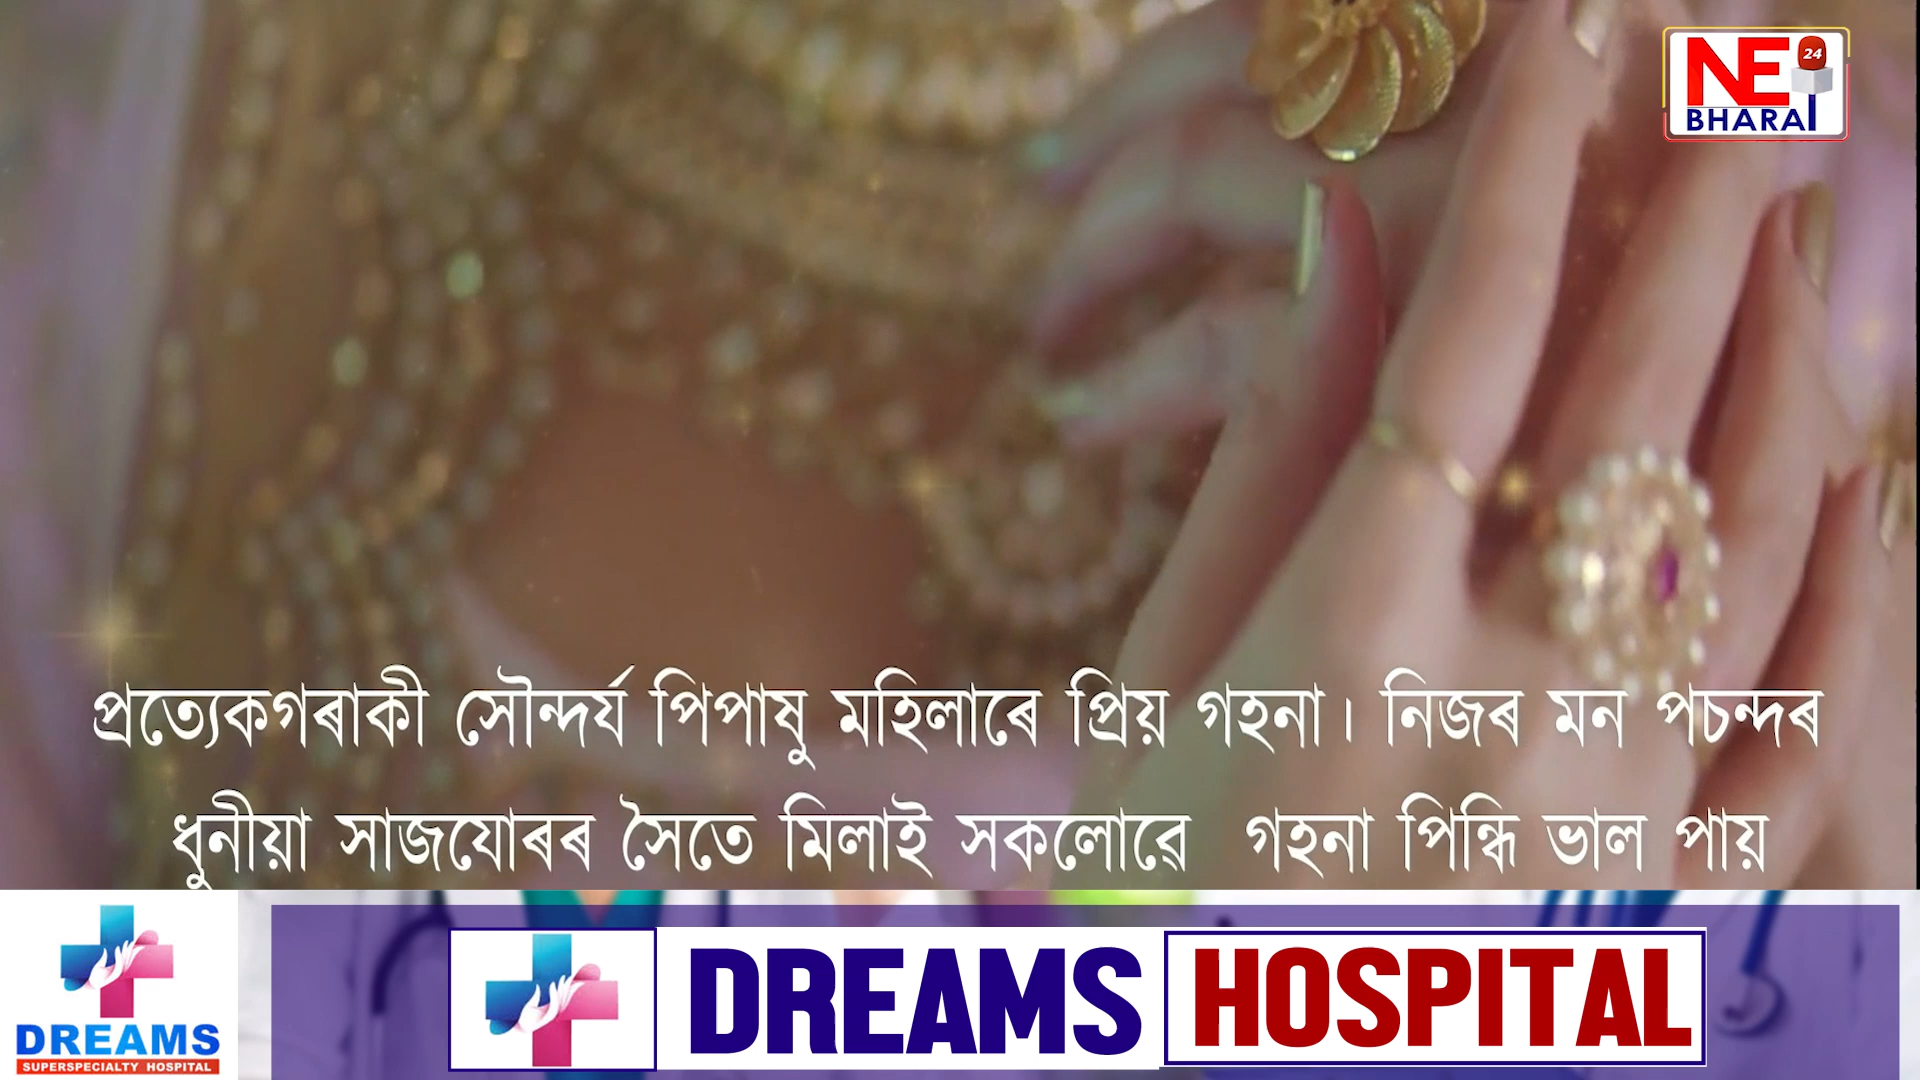 NE 24
BHARAT
প্ৰত্যেকগৰাকী সৌন্দৰ্য পিপাষু মহিলাৰে প্ৰিয় গহনা। নিজৰ মন পচন্দৰ
ধুনীয়া সাজযোৰৰ সৈতে মিলাই সকলোৱে গহনা পিন্ধি ভাল পায়
DREAMS
SUPERSPECIALTY HOSPITAL
DREAMS HOSPITAL